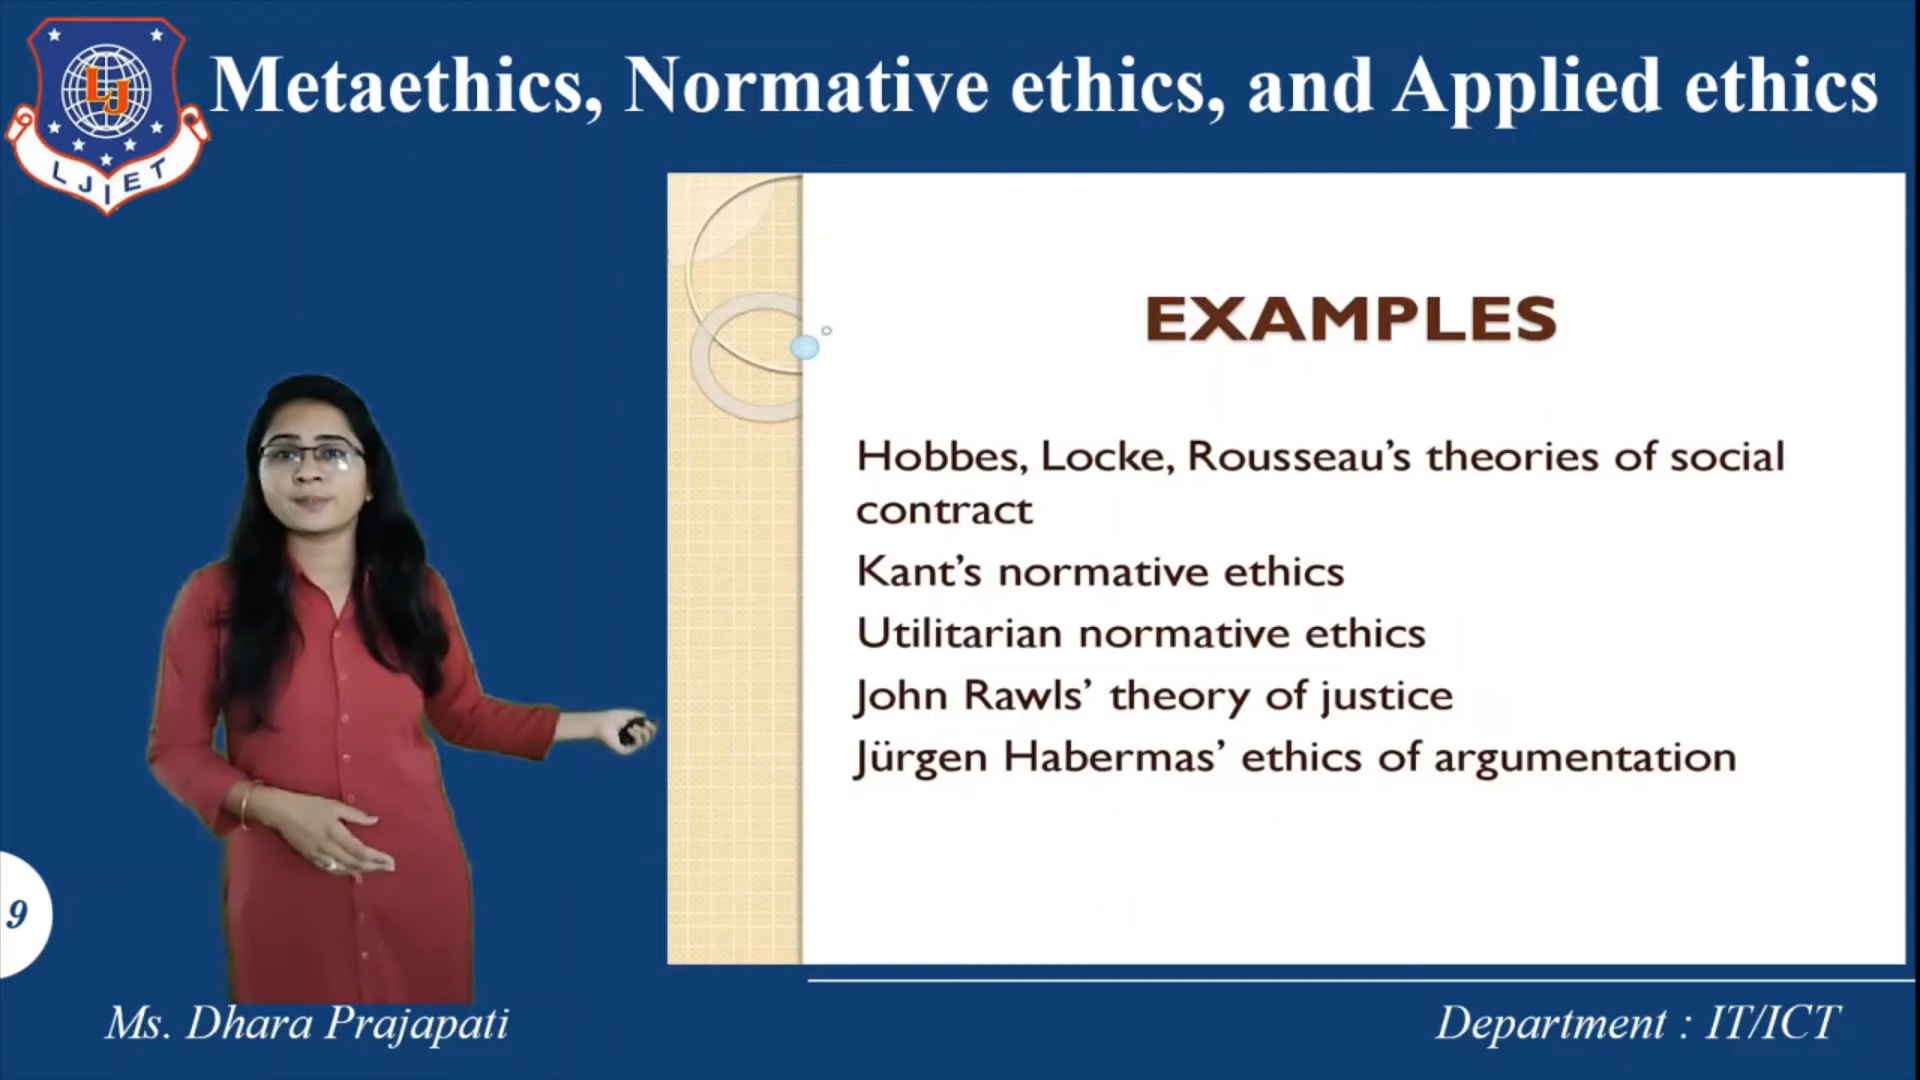 LJ
LJIET
Metaethics, Normative ethics, and Applied ethics
EXAMPLES
Hobbes, Locke, Rousseau’s theories of social
contract
Kant’s normative ethics
Utilitarian normative ethics
John Rawls’ theory of justice
Jürgen Habermas’ ethics of argumentation
9
Ms. Dhara Prajapati
Department : IT/ICT